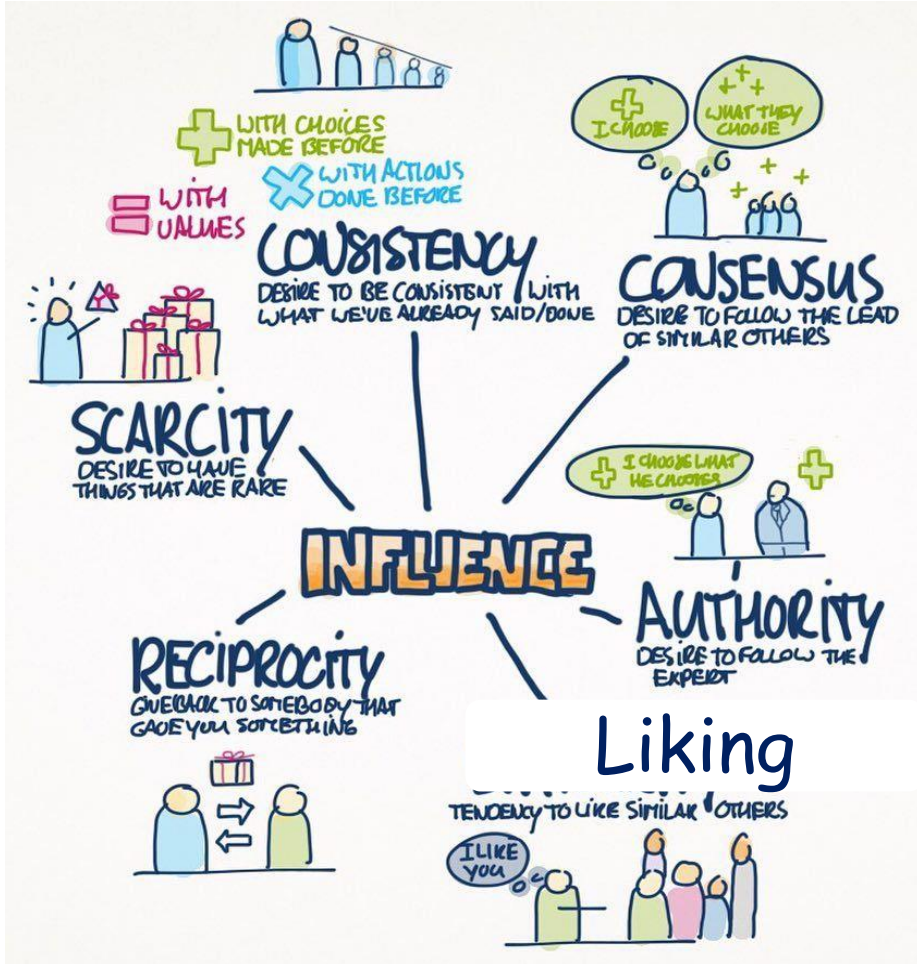 + WITH CHOICES
MADE BEFORE
× WITH ACTIONS
DONE BEFORE
= WITH
VALUES
CONSISTENCY
DESIRE TO BE CONSISTENT WITH
WHAT WE'VE ALREADY SAID/DONE
+
I CHOOSE
WHAT THEY
CHOOSE
CONSENSUS
DESIRE TO FOLLOW THE LEAD
OF SIMILAR OTHERS
SCARCITY
DESIRE TO HAVE
THINGS THAT ARE RARE
+ I CHOOSE WHAT
HE CHOOSES
INFLUENCE
AUTHORITY
DESIRE TO FOLLOW THE
EXPERT
RECIPROCITY
GIVEBACK TO SOMEBODY THAT
GAVE YOU SOMETHING
Liking
TENDENCY TO LIKE SIMILAR OTHERS
I LIKE
YOU